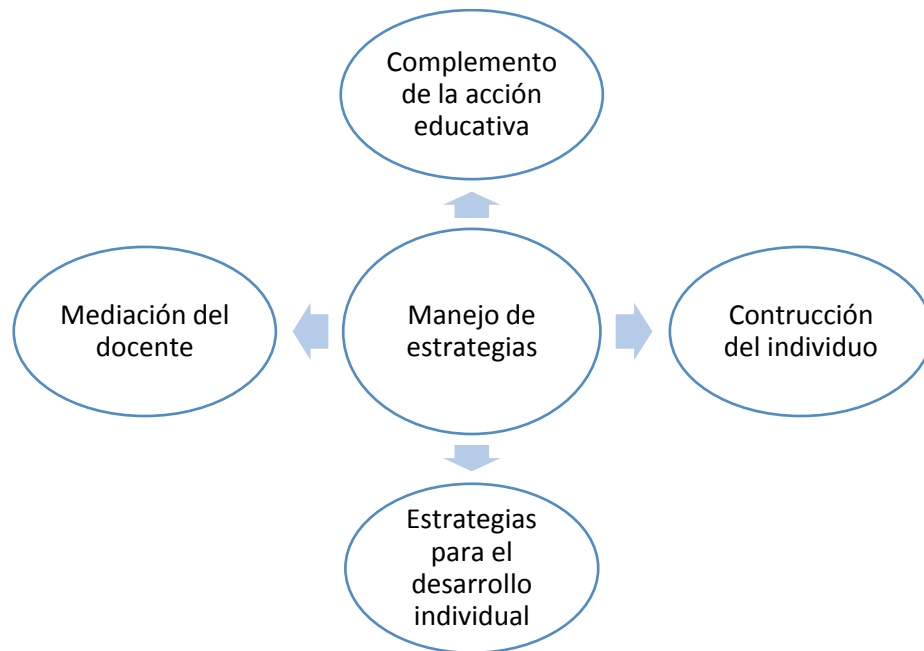 Complemento
de la acción
educativa
Mediación del
docente
Manejo de
estrategias
Contrucción
del individuo
Estrategias
para el
desarrollo
individual